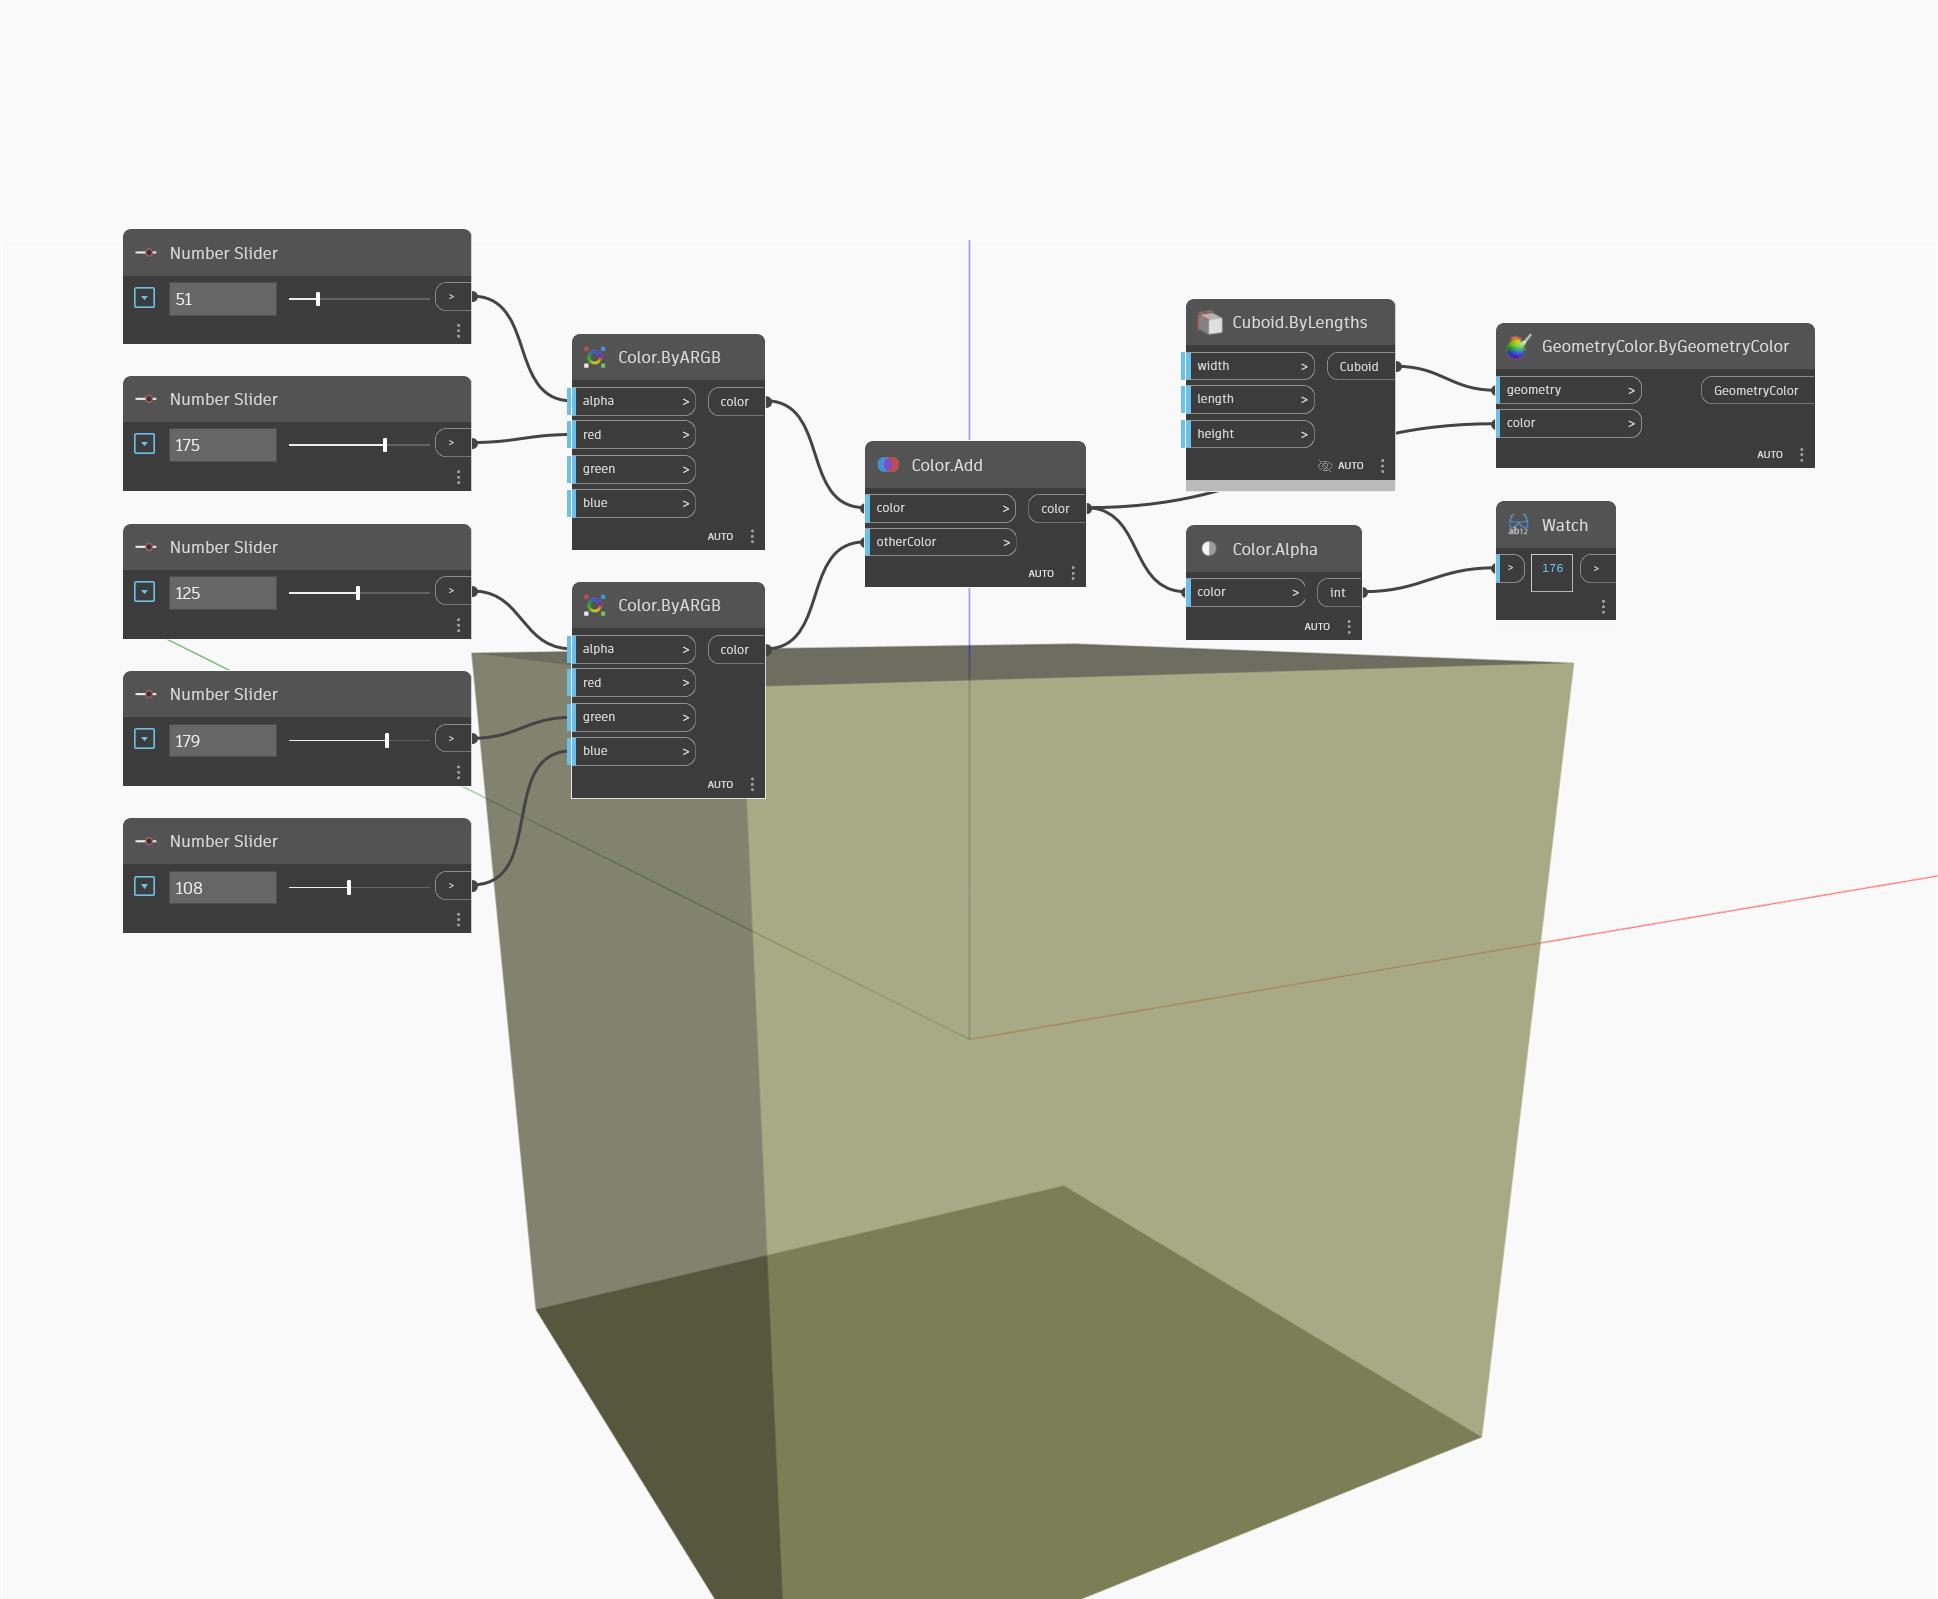 Number Slider
51
>
Number Slider
175
>
Number Slider
125
>
Number Slider
179
>
Number Slider
108
>
Color.ByARGB
alpha > color
red >
green >
blue >
AUTO
Color.ByARGB
alpha > color
red >
green >
blue >
AUTO
Color.Add
color > color
otherColor >
AUTO
Cuboid.ByLengths
width > Cuboid
length >
height >
AUTO
Color.Alpha
color > int
AUTO
GeometryColor.ByGeometryColor
geometry > GeometryColor
color >
AUTO
ab12
Watch
> 176 >